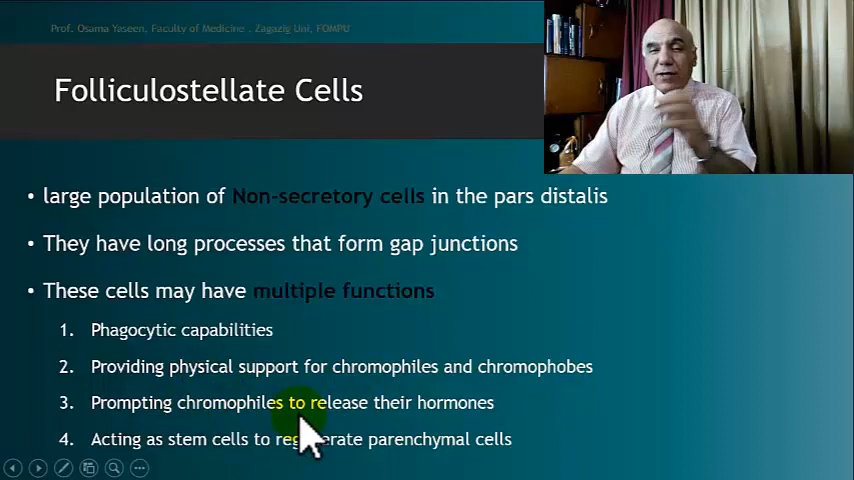 Prof. Osama Yaseen, Faculty of Medicine . Zagazig Uni, FOMPU
Folliculostellate Cells
• large population of Non-secretory cells in the pars distalis
• They have long processes that form gap junctions
• These cells may have multiple functions
1. Phagocytic capabilities
2. Providing physical support for chromophiles and chromophobes
3. Prompting chromophiles to release their hormones
4. Acting as stem cells to regenerate parenchymal cells